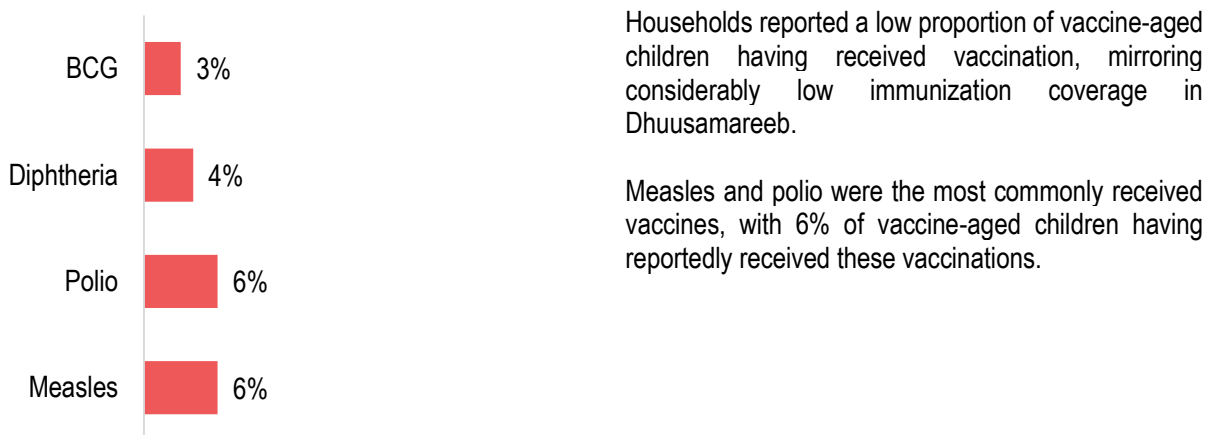 BCG 3%
Diphtheria 4%
Polio 6%
Measles 6%
Households reported a low proportion of vaccine-aged
children having received vaccination, mirroring
considerably low immunization coverage in
Dhuusamareeb.
Measles and polio were the most commonly received
vaccines, with 6% of vaccine-aged children having
reportedly received these vaccinations.